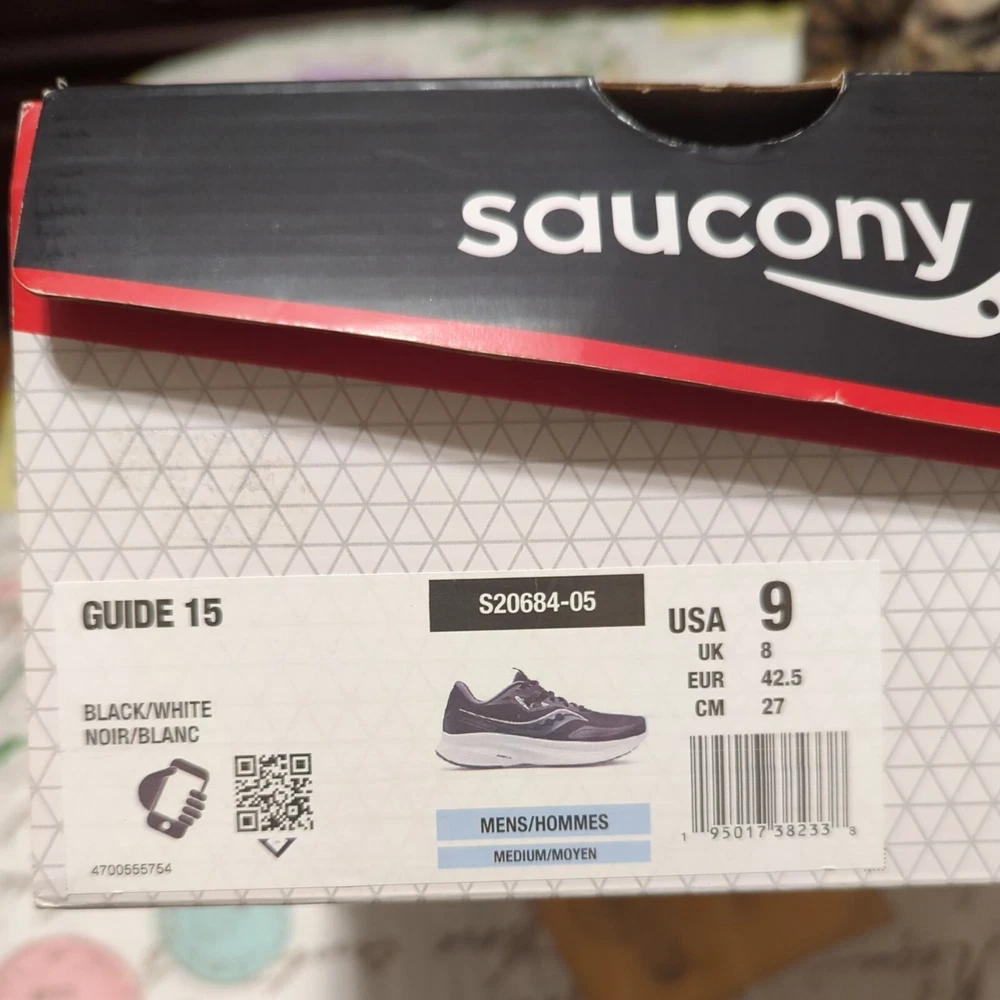 saucony
GUIDE 15
S20684-05
USA 9
UK 8
EUR 42.5
CM 27
BLACK/WHITE
NOIR/BLANC
MENS/HOMMES
MEDIUM/MOYEN
4700555754
1 95017 38233 8